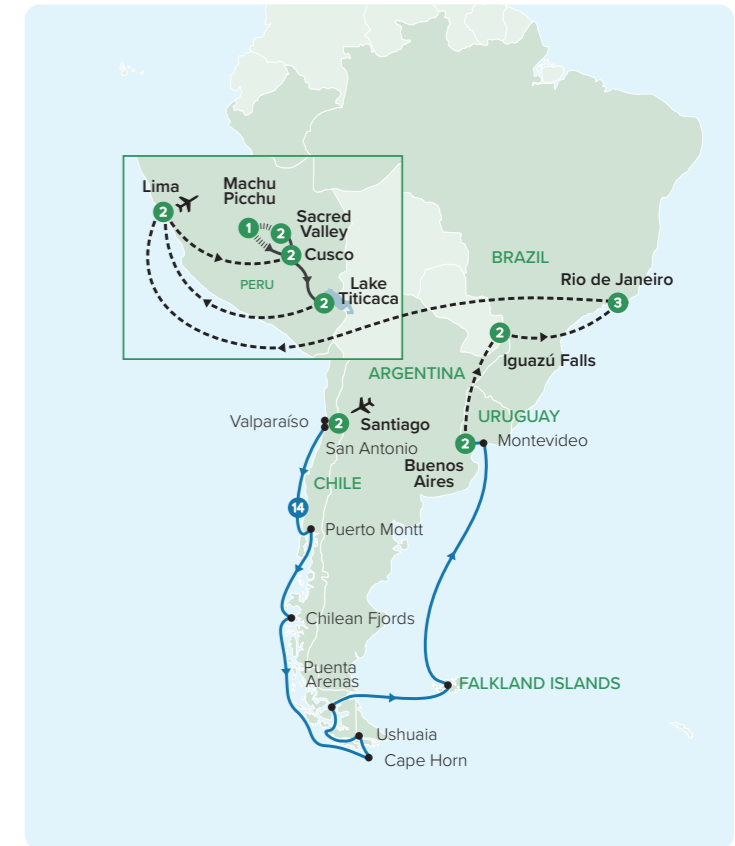 Lima
2
Machu
Picchu
1
Sacred
Valley
2
2
Cusco
PERU
Lake
Titicaca
2
BRAZIL
Rio de Janeiro
3
2
Iguazú Falls
ARGENTINA
Valparaíso
2
Santiago
San Antonio
URUGUAY
2
Montevideo
Buenos
Aires
CHILE
14
Puerto Montt
Chilean Fjords
Puenta
Arenas
FALKLAND ISLANDS
Ushuaia
Cape Horn